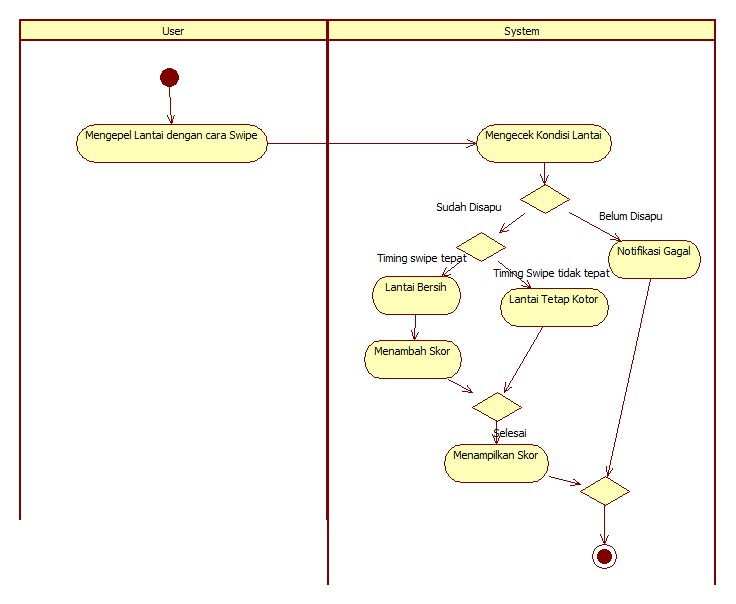 User
System
Mengepel Lantai dengan cara Swipe
Mengecek Kondisi Lantai
Sudah Disapu
Belum Disapu
Timing swipe tepat
Notifikasi Gagal
Timing Swipe tidak tepat
Lantai Bersih
Lantai Tetap Kotor
Menambah Skor
Selesai
Menampilkan Skor